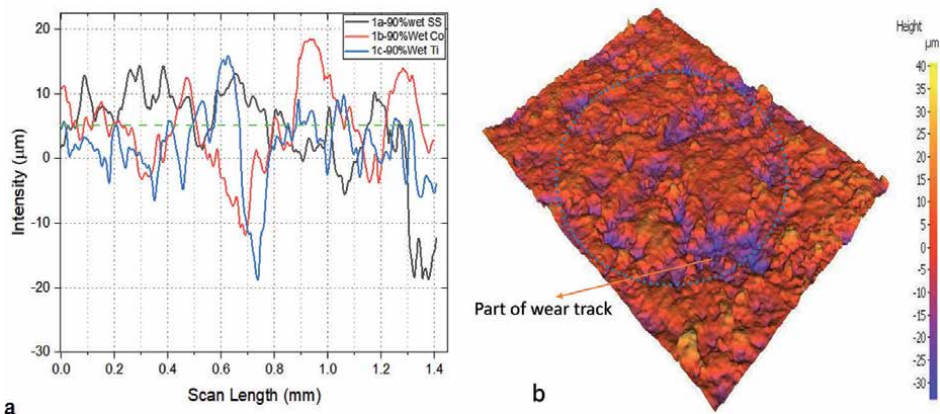 20
10
0
-10
-20
-30
Intensity (μm)
1a-90%wet SS
1b-90%Wet Co
1c-90%Wet Ti
0.0 0.2 0.4 0.6 0.8 1.0 1.2 1.4
Scan Length (mm)
a
Part of wear track
b
Height
μm
40
35
30
25
20
15
10
5
0
-5
-10
-15
-20
-25
-30